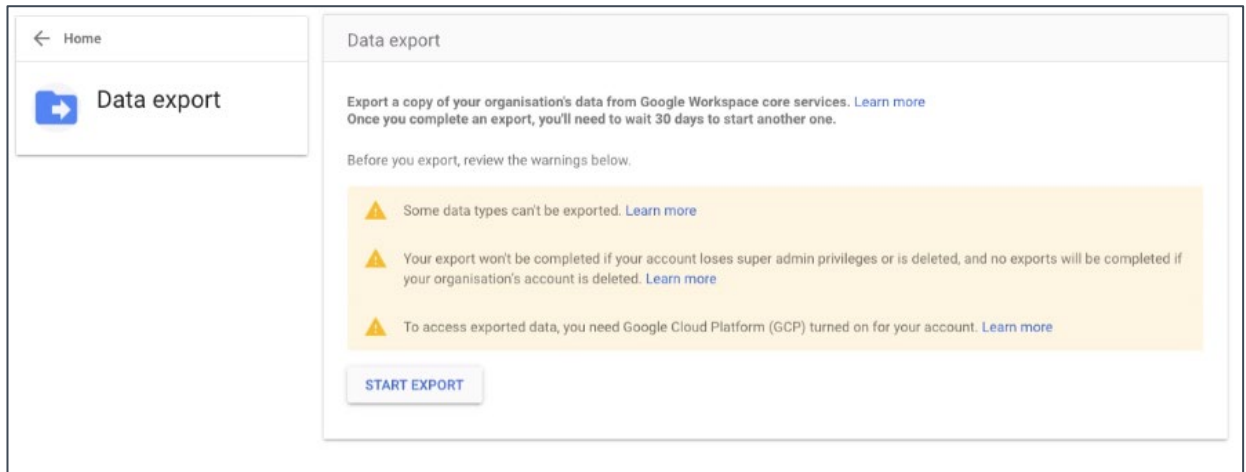 Home
Data export
Data export
Export a copy of your organisation's data from Google Workspace core services. Learn more
Once you complete an export, you'll need to wait 30 days to start another one.
Before you export, review the warnings below.
Some data types can't be exported. Learn more
Your export won't be completed if your account loses super admin privileges or is deleted, and no exports will be completed if
your organisation's account is deleted. Learn more
To access exported data, you need Google Cloud Platform (GCP) turned on for your account. Learn more
START EXPORT